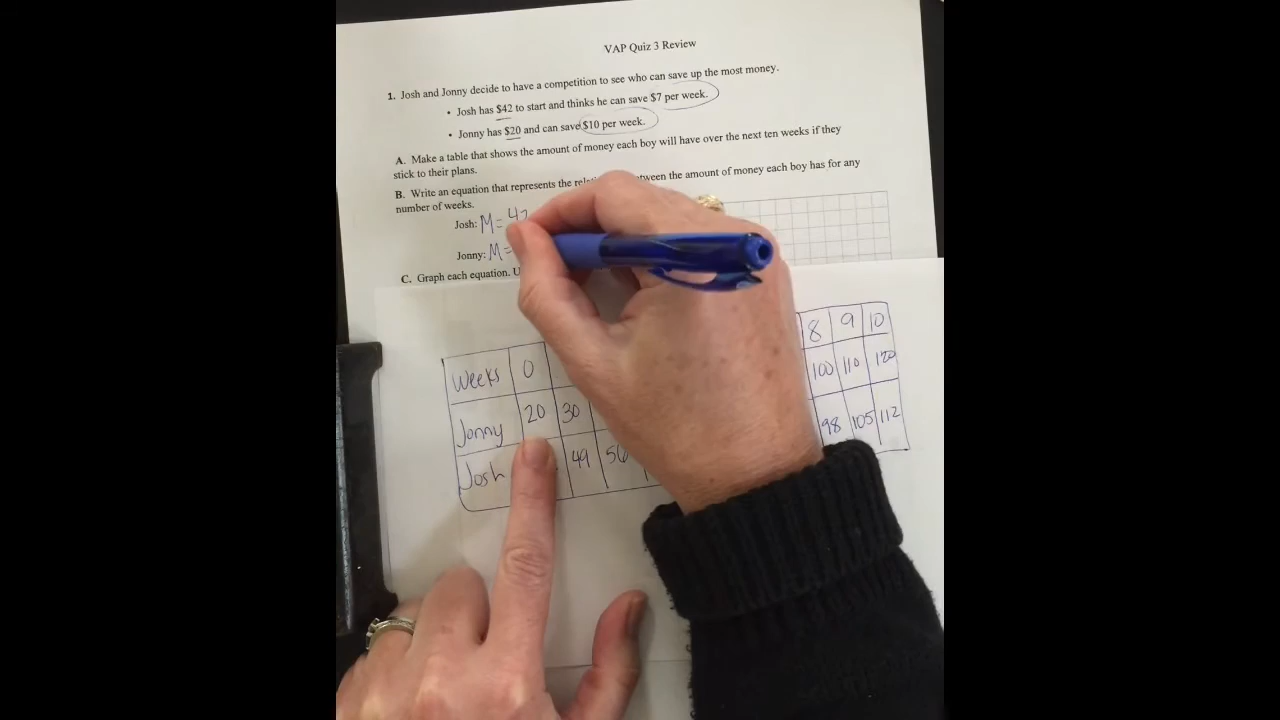 VAP Quiz 3 Review
1. Josh and Jonny decide to have a competition to see who can save up the most money.
• Josh has $42 to start and thinks he can save $7 per week.
• Jonny has $20 and can save $10 per week.
A. Make a table that shows the amount of money each boy will have over the next ten weeks if they
stick to their plans.
B. Write an equation that represents the between the amount of money each boy has for any
number of weeks.
Josh: M = 42
Jonny: M =
C. Graph each equation. U
Weeks 0 8 9 10
Jonny 20 30 100 110 120
Josh 49 56 98 105 112